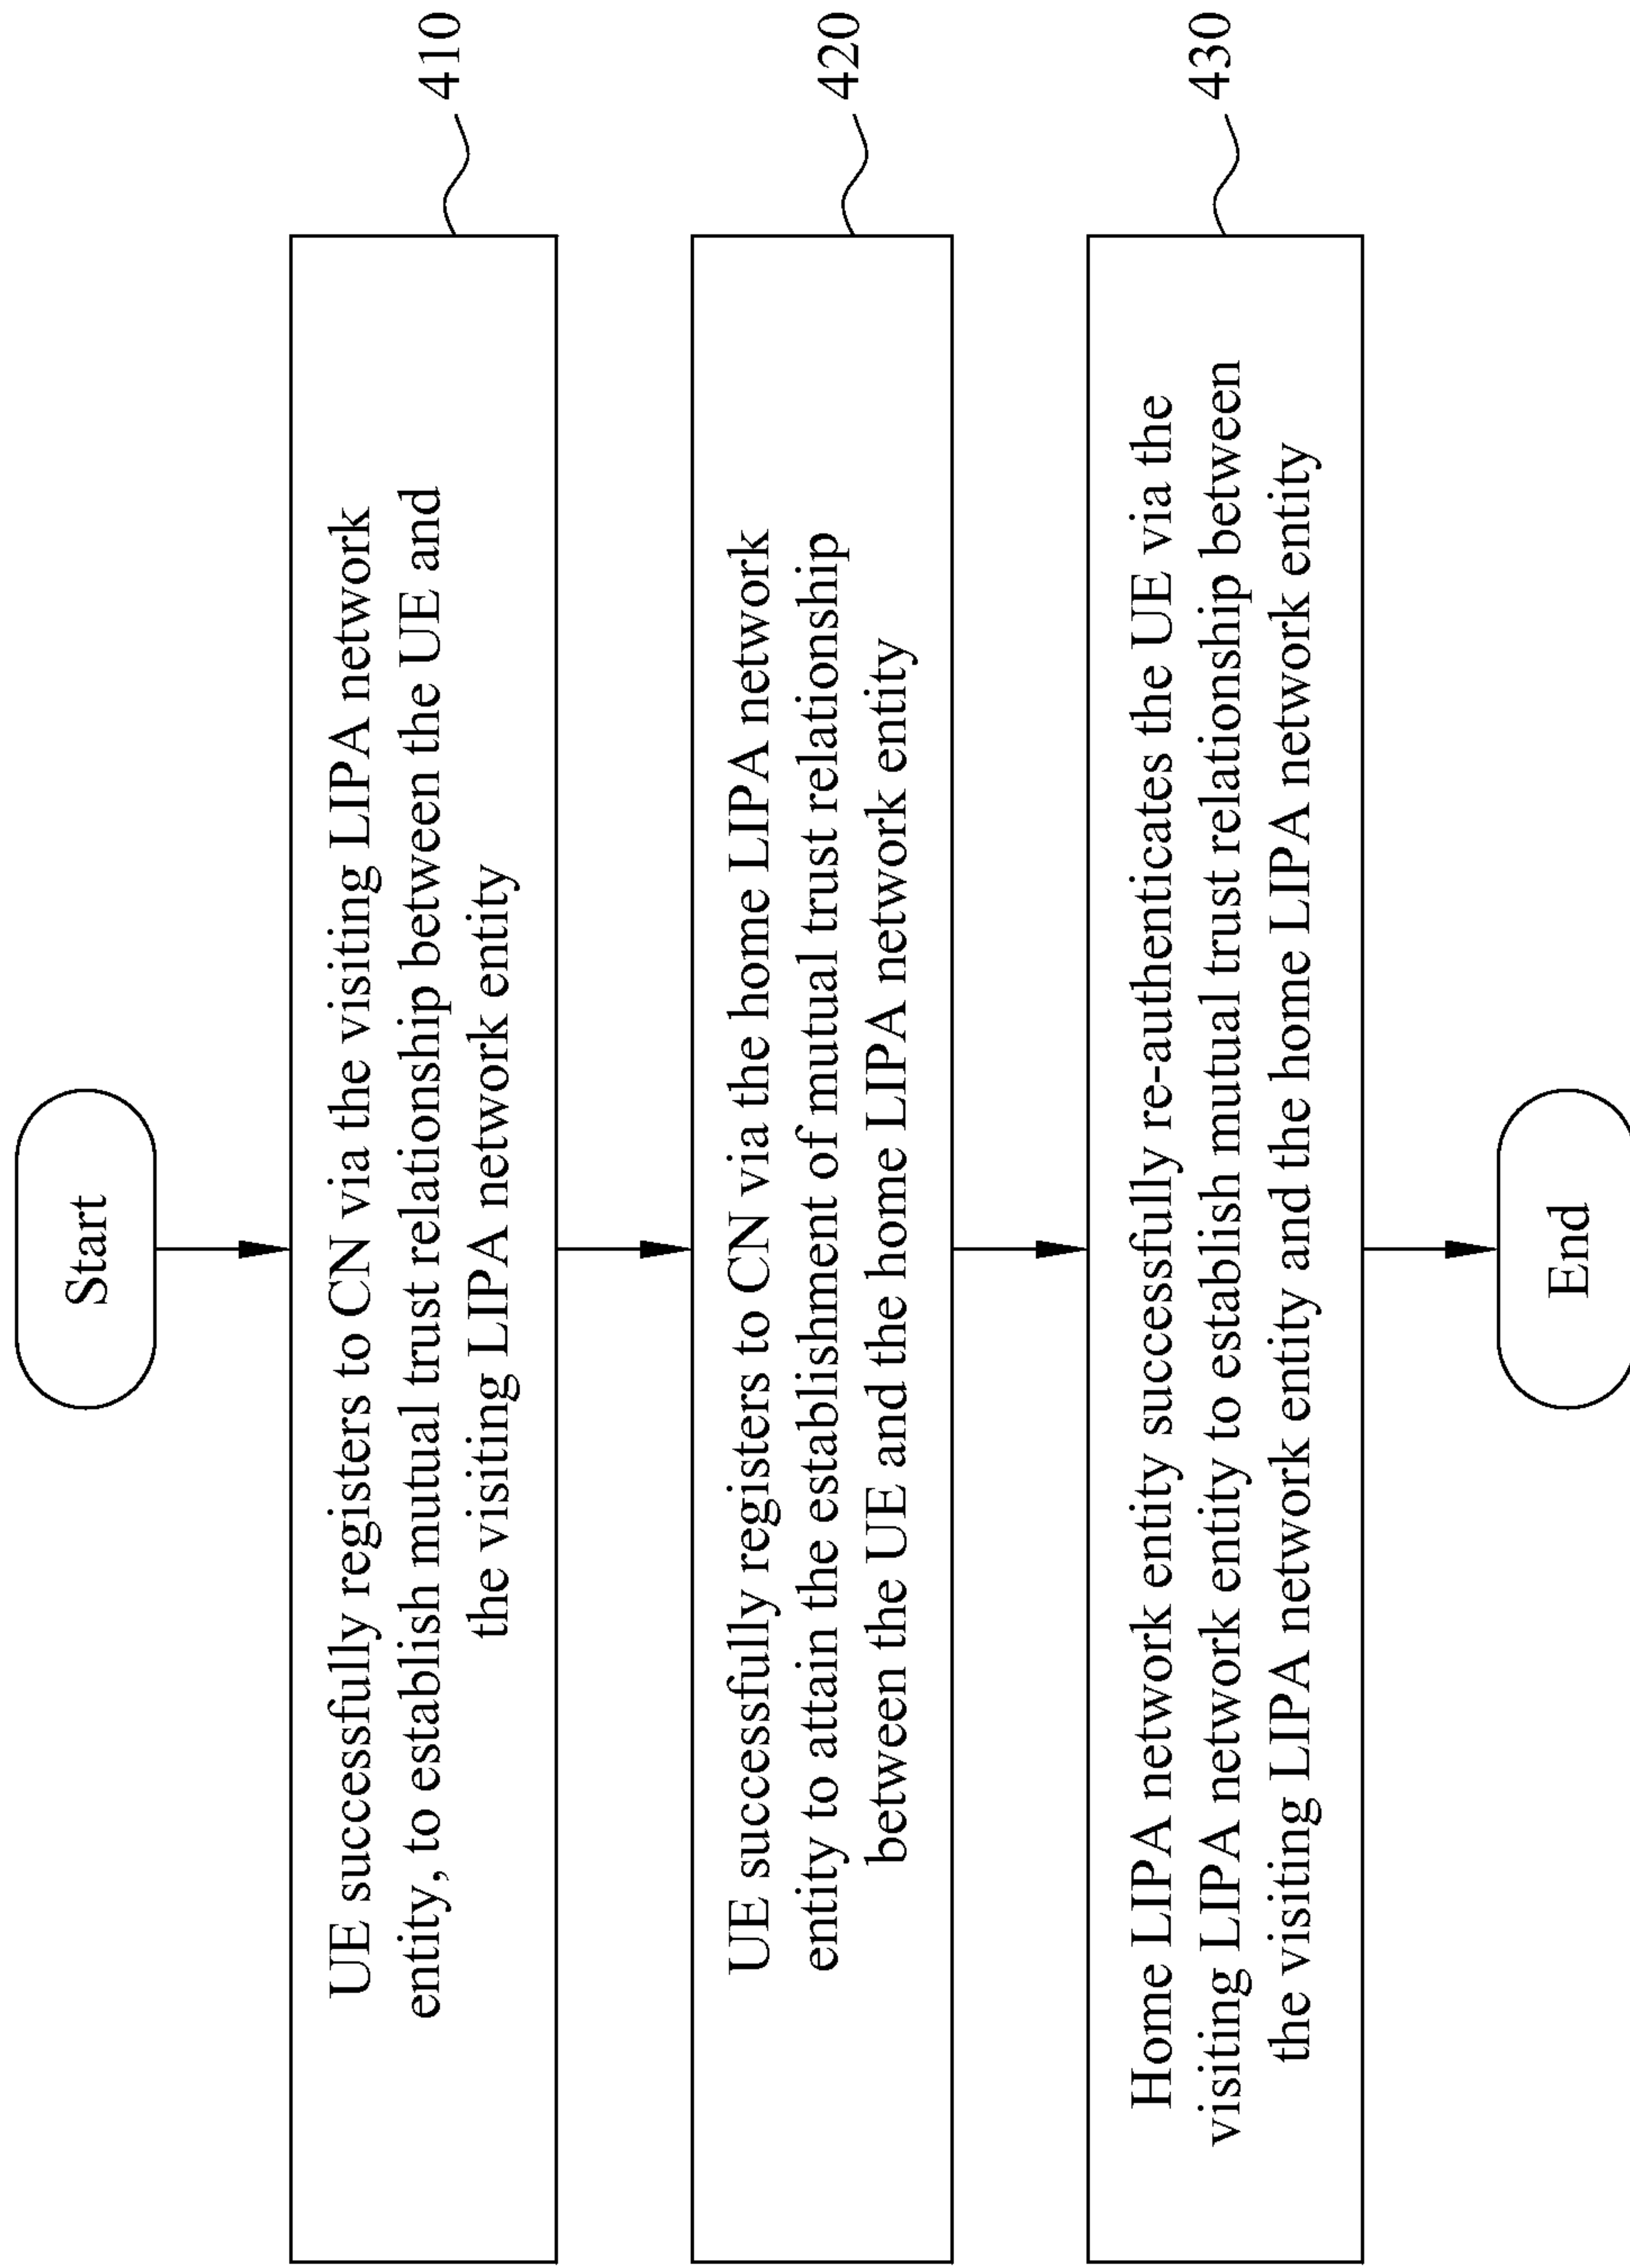 Start
UE successfully registers to CN via the visiting LIPA network
entity, to establish mutual trust relationship between the UE and
the visiting LIPA network entity
410
UE successfully registers to CN via the home LIPA network
entity to attain the establishment of mutual trust relationship
between the UE and the home LIPA network entity
420
Home LIPA network entity successfully re-authenticates the UE via the
visiting LIPA network entity to establish mutual trust relationship between
the visiting LIPA network entity and the home LIPA network entity
430
End